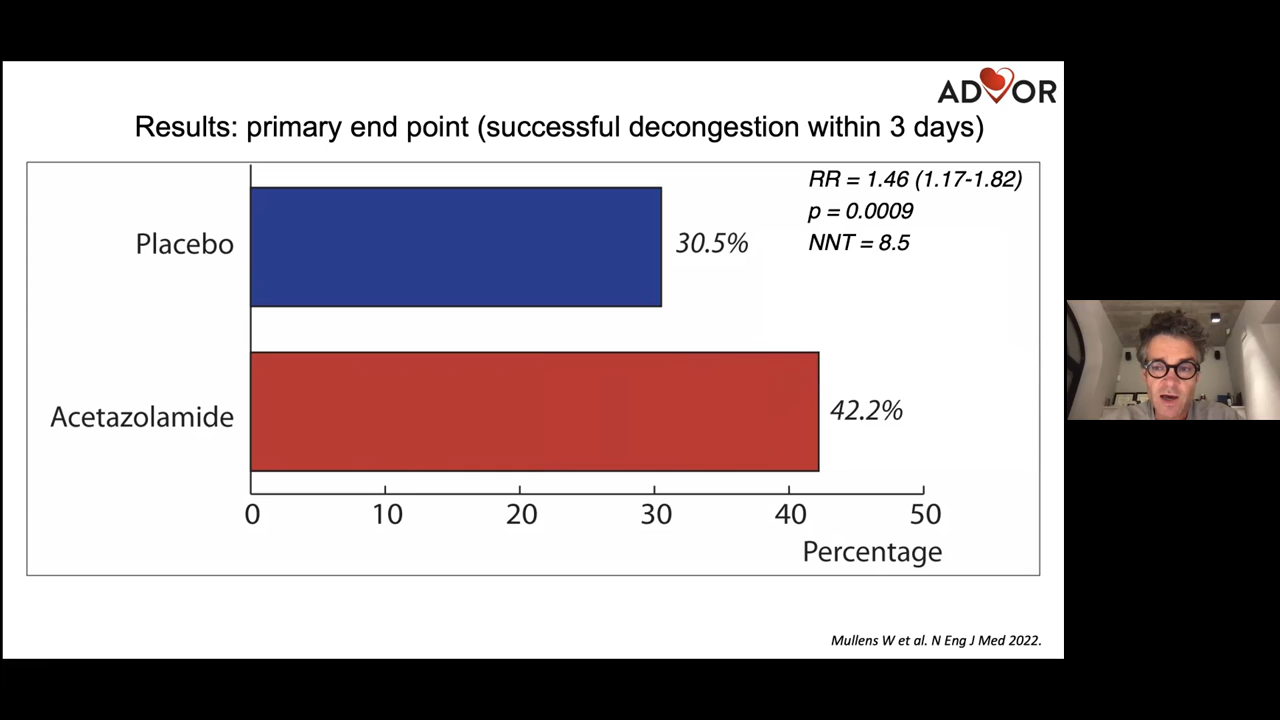 ADVOR
Results: primary end point (successful decongestion within 3 days)
RR = 1.46 (1.17-1.82)
p = 0.0009
NNT = 8.5
Placebo
30.5%
Acetazolamide
42.2%
0 10 20 30 40 50
Percentage
Mullens W et al. N Eng J Med 2022.